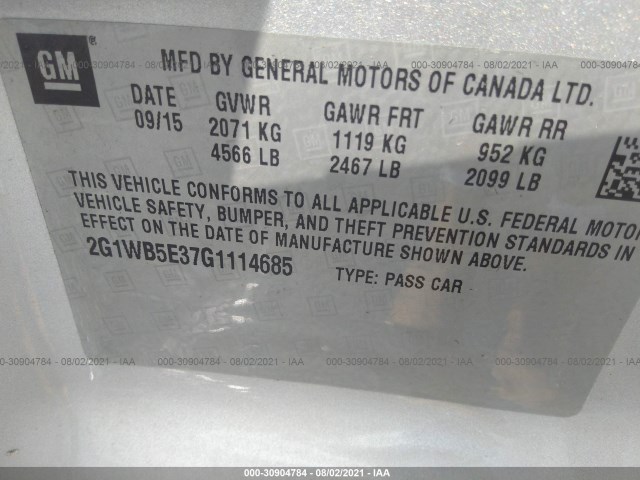 GM ®
MFD BY GENERAL MOTORS OF CANADA LTD.
DATE GVWR GAWR FRT GAWR RR
09/15 2071 KG 1119 KG 952 KG
4566 LB 2467 LB 2099 LB
THIS VEHICLE CONFORMS TO ALL APPLICABLE U.S. FEDERAL MOTOR
VEHICLE SAFETY, BUMPER, AND THEFT PREVENTION STANDARDS IN
EFFECT ON THE DATE OF MANUFACTURE SHOWN ABOVE.
2G1WB5E37G1114685 TYPE: PASS CAR
000-30904784 - 08/02/2021 - IAA